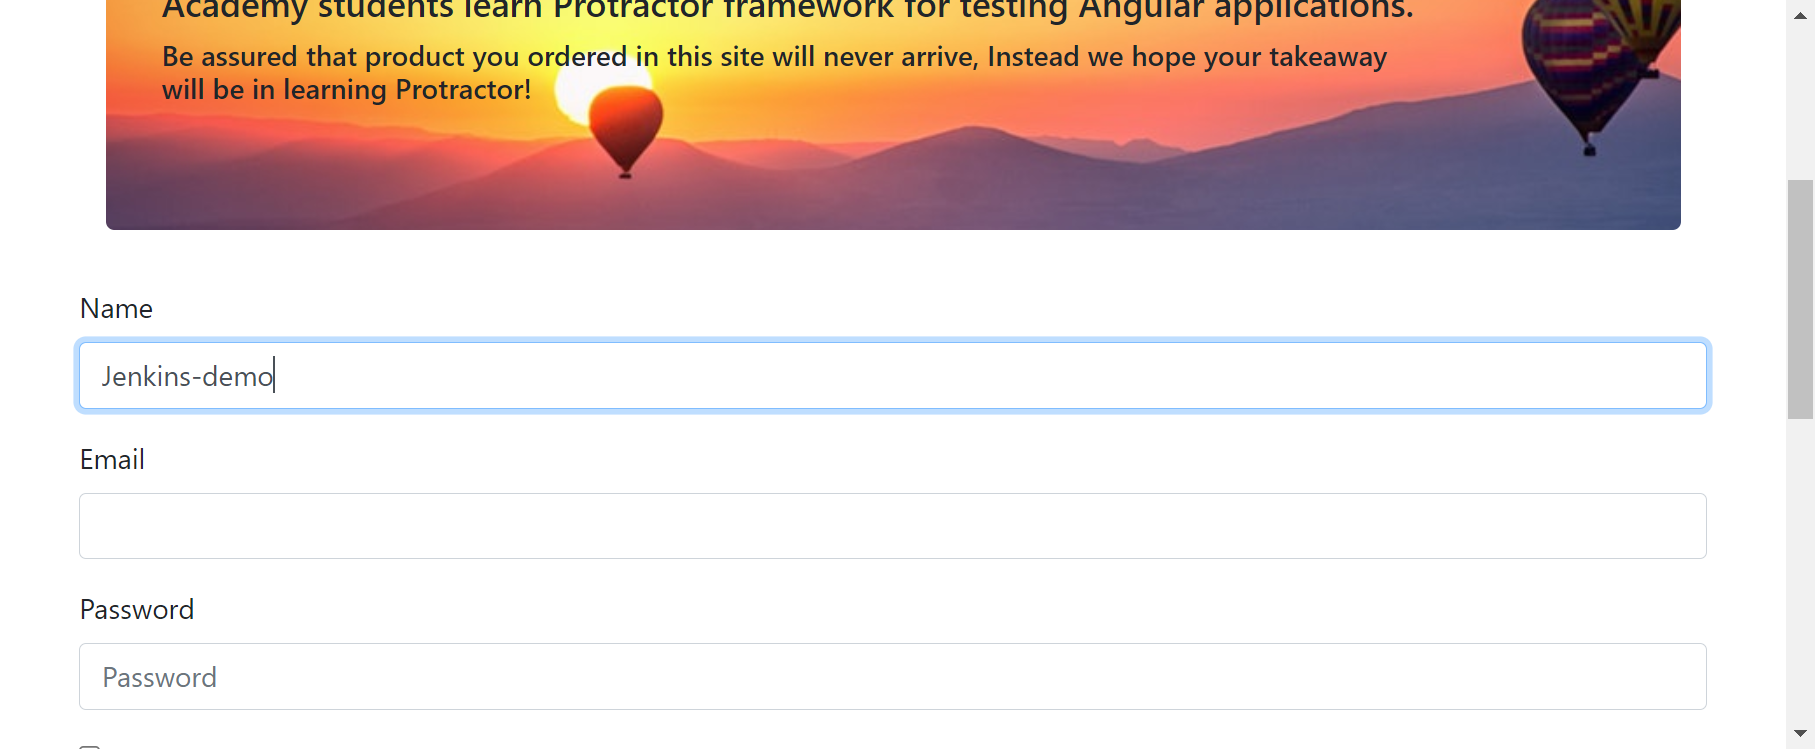 Academy students learn Protractor framework for testing Angular applications.
Be assured that product you ordered in this site will never arrive, Instead we hope your takeaway
will be in learning Protractor!
Name
Jenkins-demo
Email
Password
Password